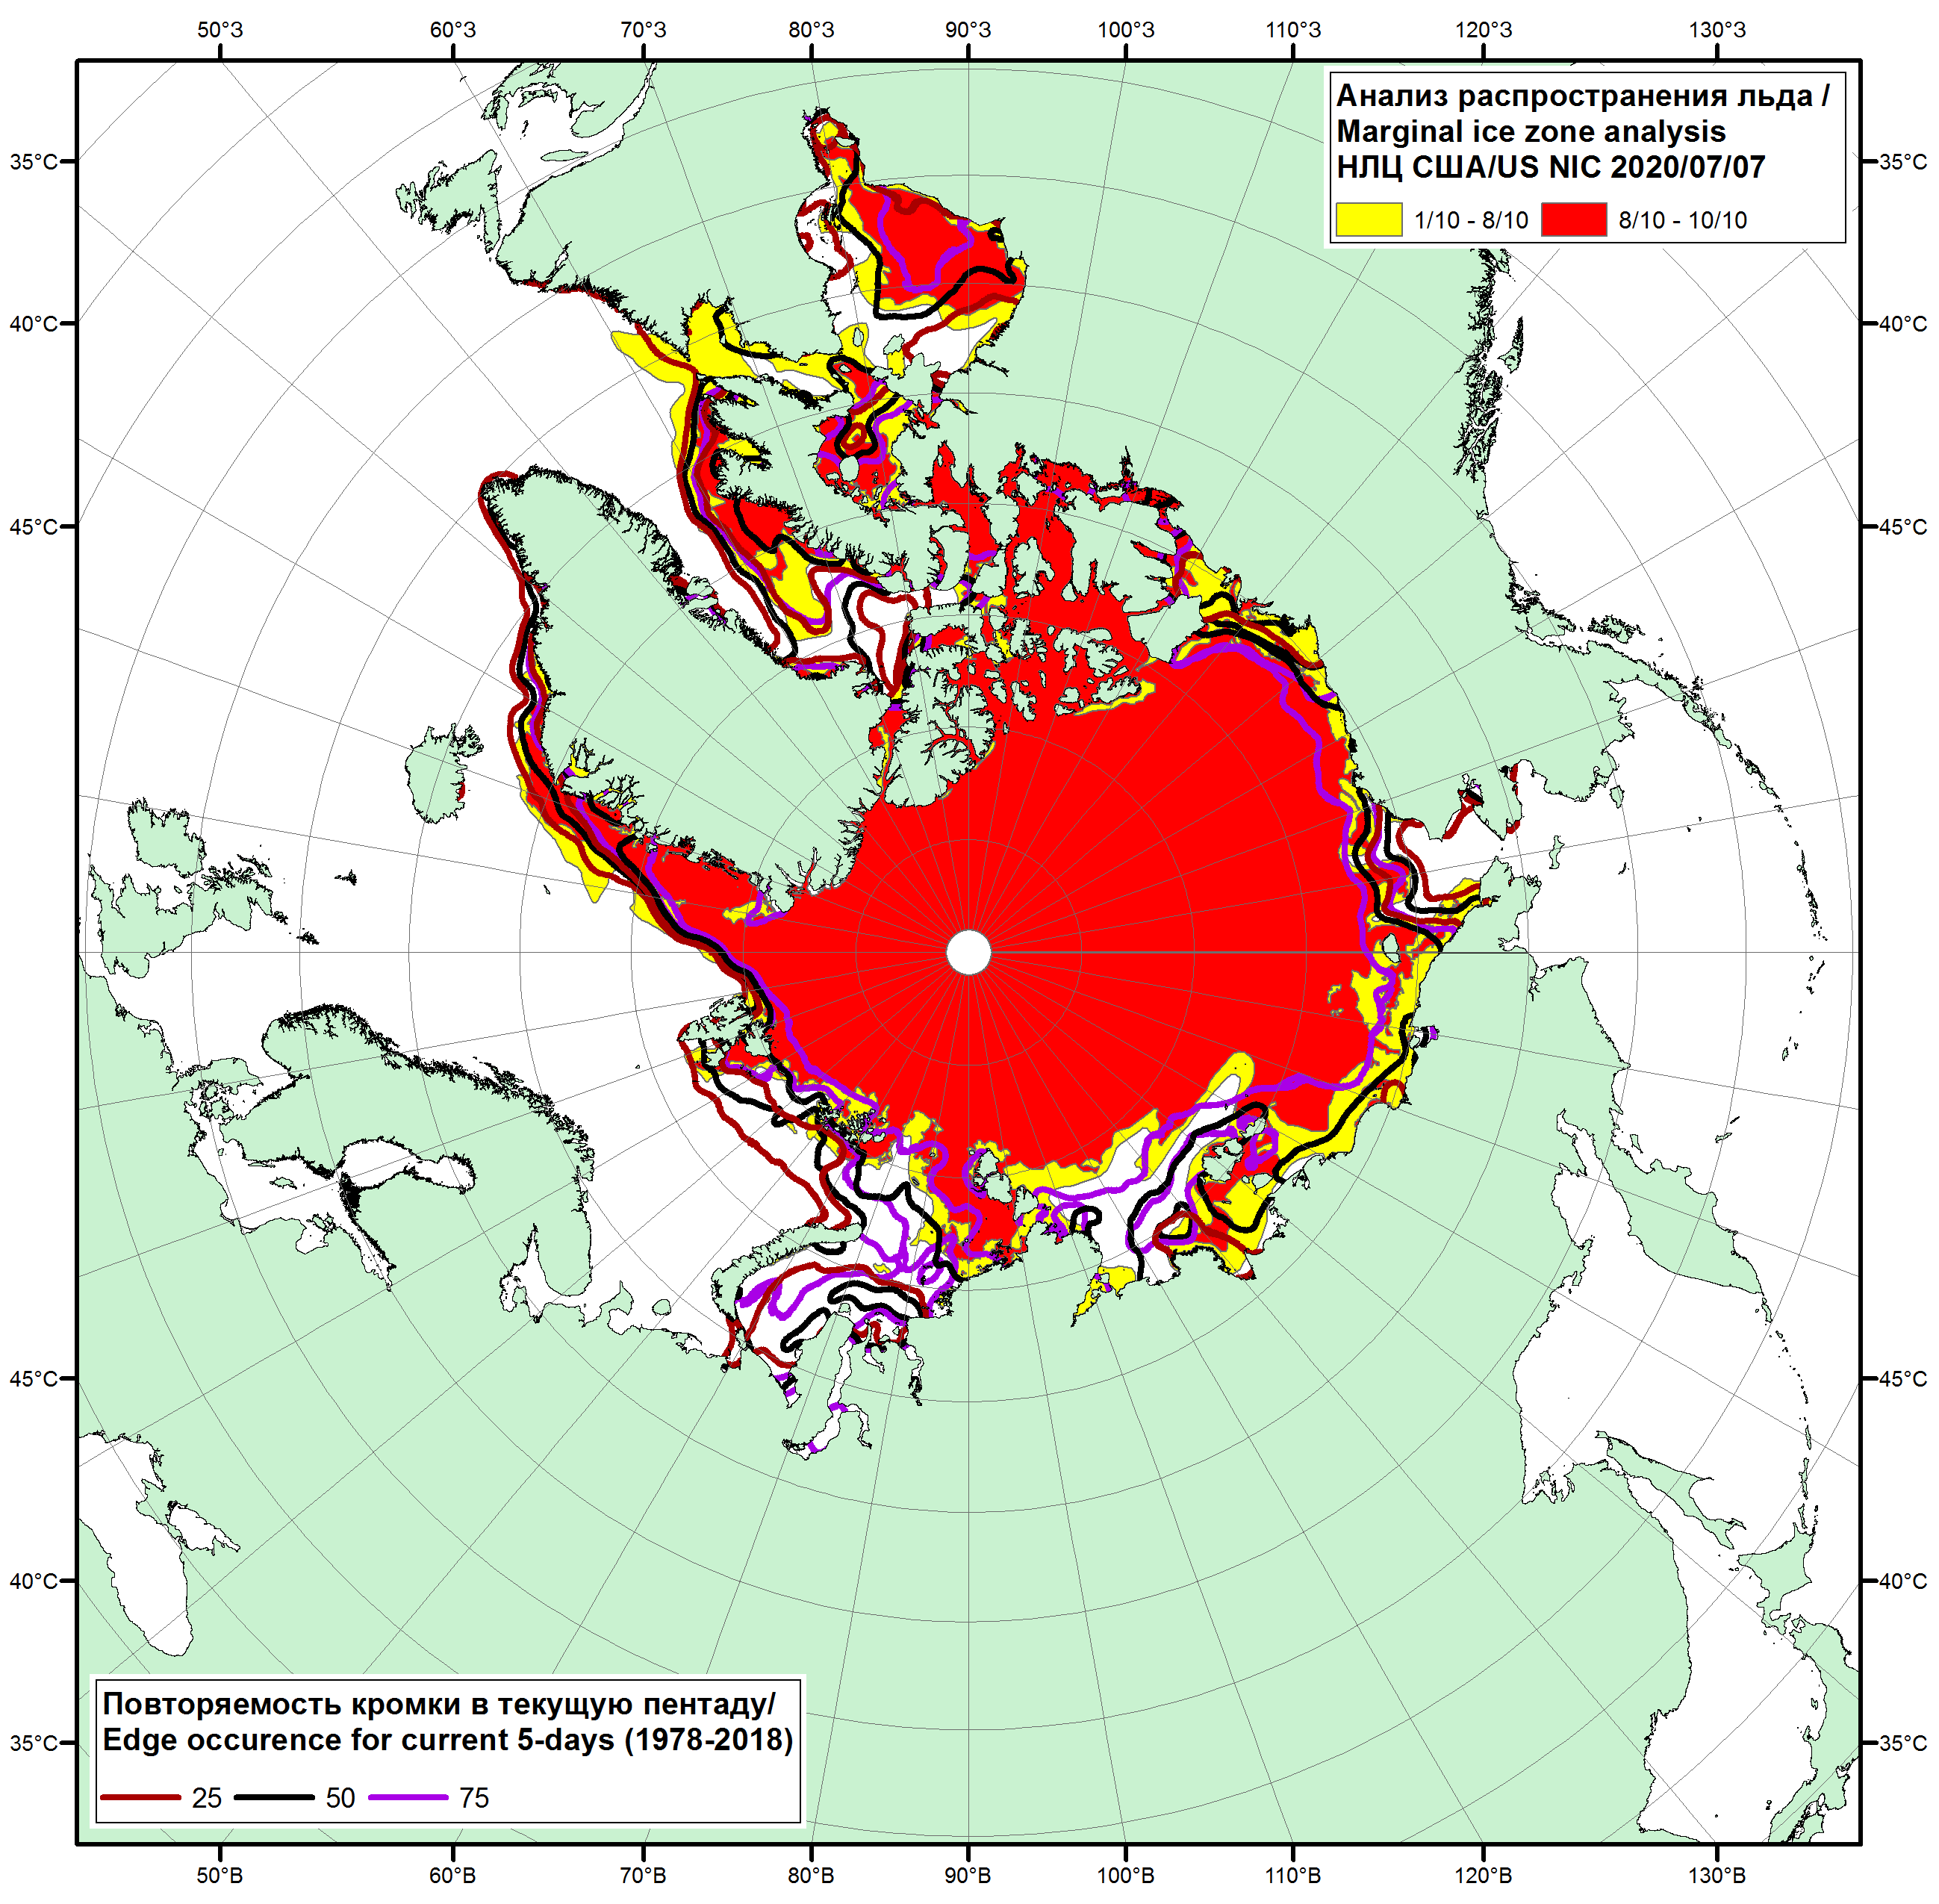 50°З 60°З 70°З 80°З 90°З 100°З 110°З 120°З 130°З
Анализ распространения льда /
Marginal ice zone analysis
НЛЦ США/US NIC 2020/07/07
1/10 - 8/10 8/10 - 10/10
35°С 35°С
40°С 40°С
45°С 45°С
45°С 45°С
40°С 40°С
35°С 35°С
Повторяемость кромки в текущую пентаду/
Edge occurence for current 5-days (1978-2018)
25 50 75
50°В 60°В 70°В 80°В 90°В 100°В 110°В 120°В 130°В